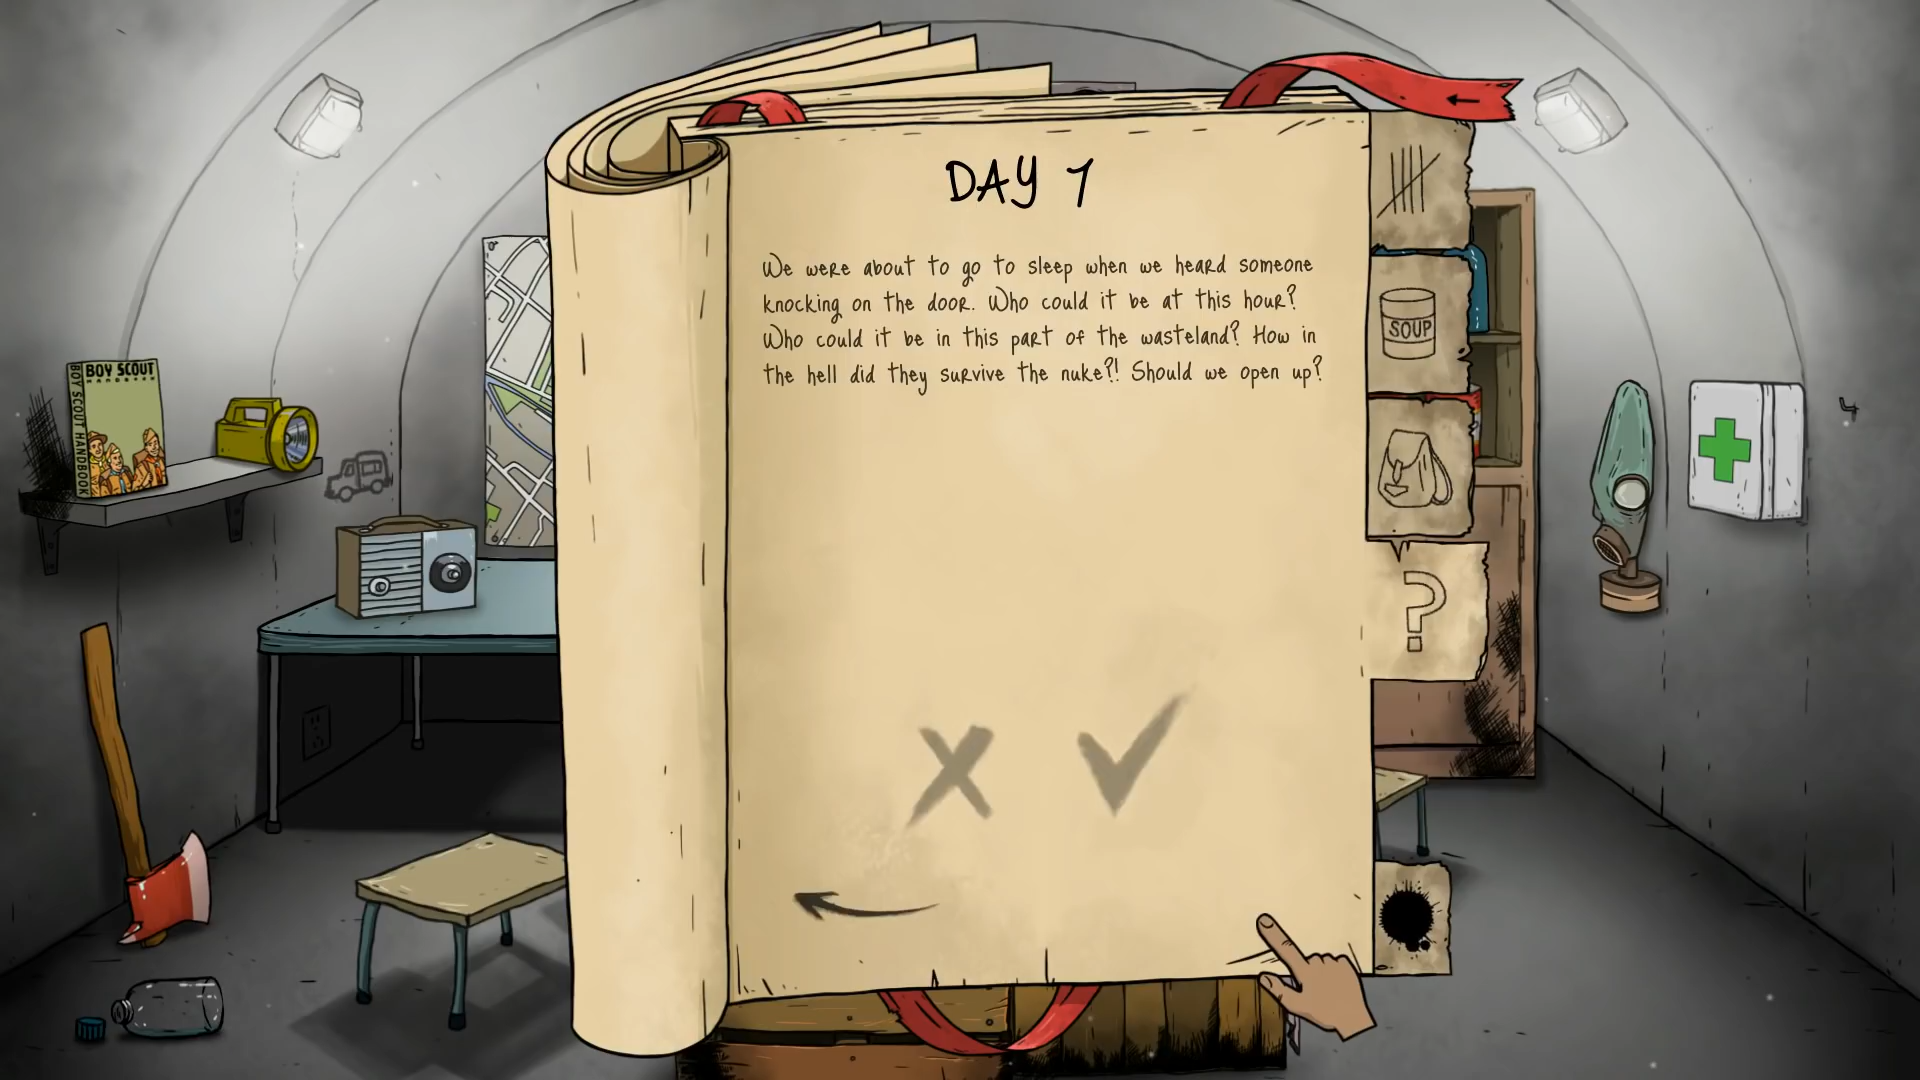 DAY 7
We were about to go to sleep when we heard someone
knocking on the door. Who could it be at this hour?
Who could it be in this part of the wasteland? How in
the hell did they survive the nuke?! Should we open up?
SOUP
BOY SCOUT
HANDBOOK
BOY SCOUT HANDBOOK